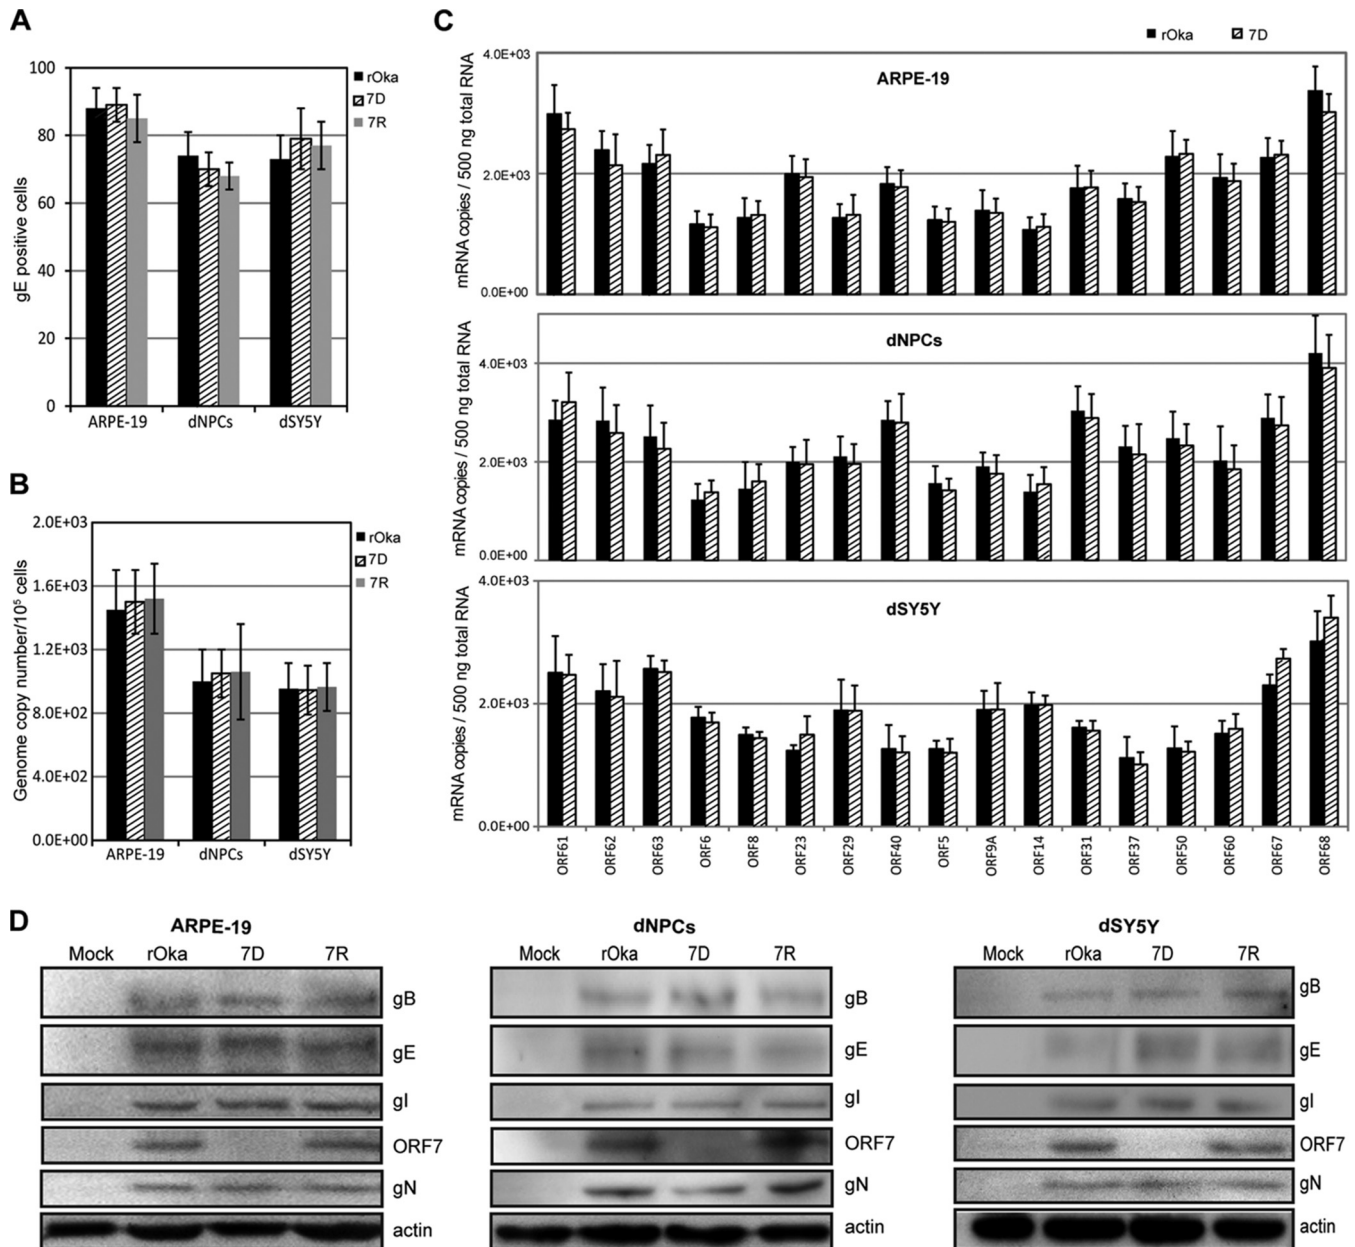 A
gE positive cells
100
80
60
40
20
0
ARPE-19 dNPCs dSY5Y
rOka
7D
7R
B
Genome copy number/10⁵ cells
2.0E+03
1.6E+03
1.2E+03
8.0E+02
4.0E+02
0.0E+00
ARPE-19 dNPCs dSY5Y
rOka
7D
7R
C
rOka 7D
ARPE-19
mRNA copies / 500 ng total RNA
4.0E+03
2.0E+03
0.0E+00
dNPCs
mRNA copies / 500 ng total RNA
4.0E+03
2.0E+03
0.0E+00
dSY5Y
mRNA copies / 500 ng total RNA
4.0E+03
2.0E+03
0.0E+00
ORF61 ORF62 ORF63 ORF6 ORF8 ORF23 ORF29 ORF40 ORF5 ORF9A ORF14 ORF31 ORF37 ORF50 ORF60 ORF67 ORF68
D
ARPE-19
Mock rOka 7D 7R
gB
gE
gI
ORF7
gN
actin
dNPCs
Mock rOka 7D 7R
gB
gE
gI
ORF7
gN
actin
dSY5Y
Mock rOka 7D 7R
gB
gE
gI
ORF7
gN
actin